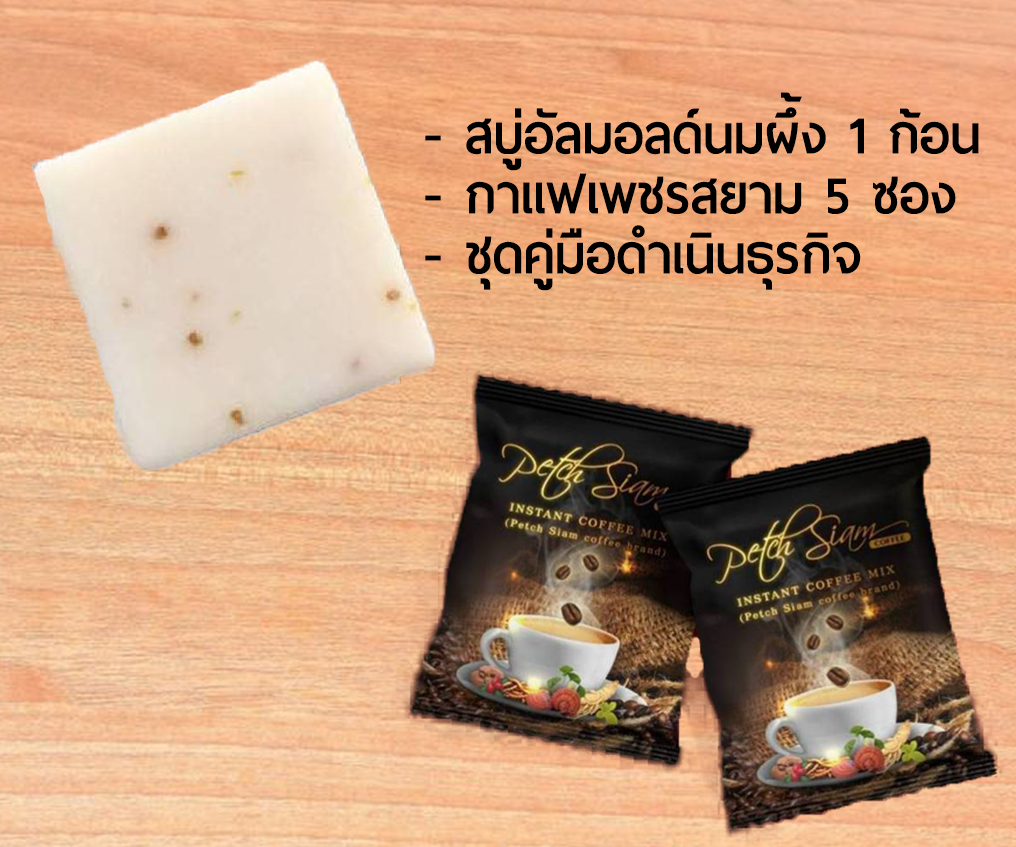 - สบู่อัลมอลด์นมผึ้ง 1 ก้อน
- กาแฟเพชรสยาม 5 ซอง
- ชุดคู่มือดำเนินธุรกิจ
Petch Siam
INSTANT COFFEE MIX
(Petch Siam coffee brand)
Petch Siam
COFFEE
INSTANT COFFEE MIX
(Petch Siam coffee brand)